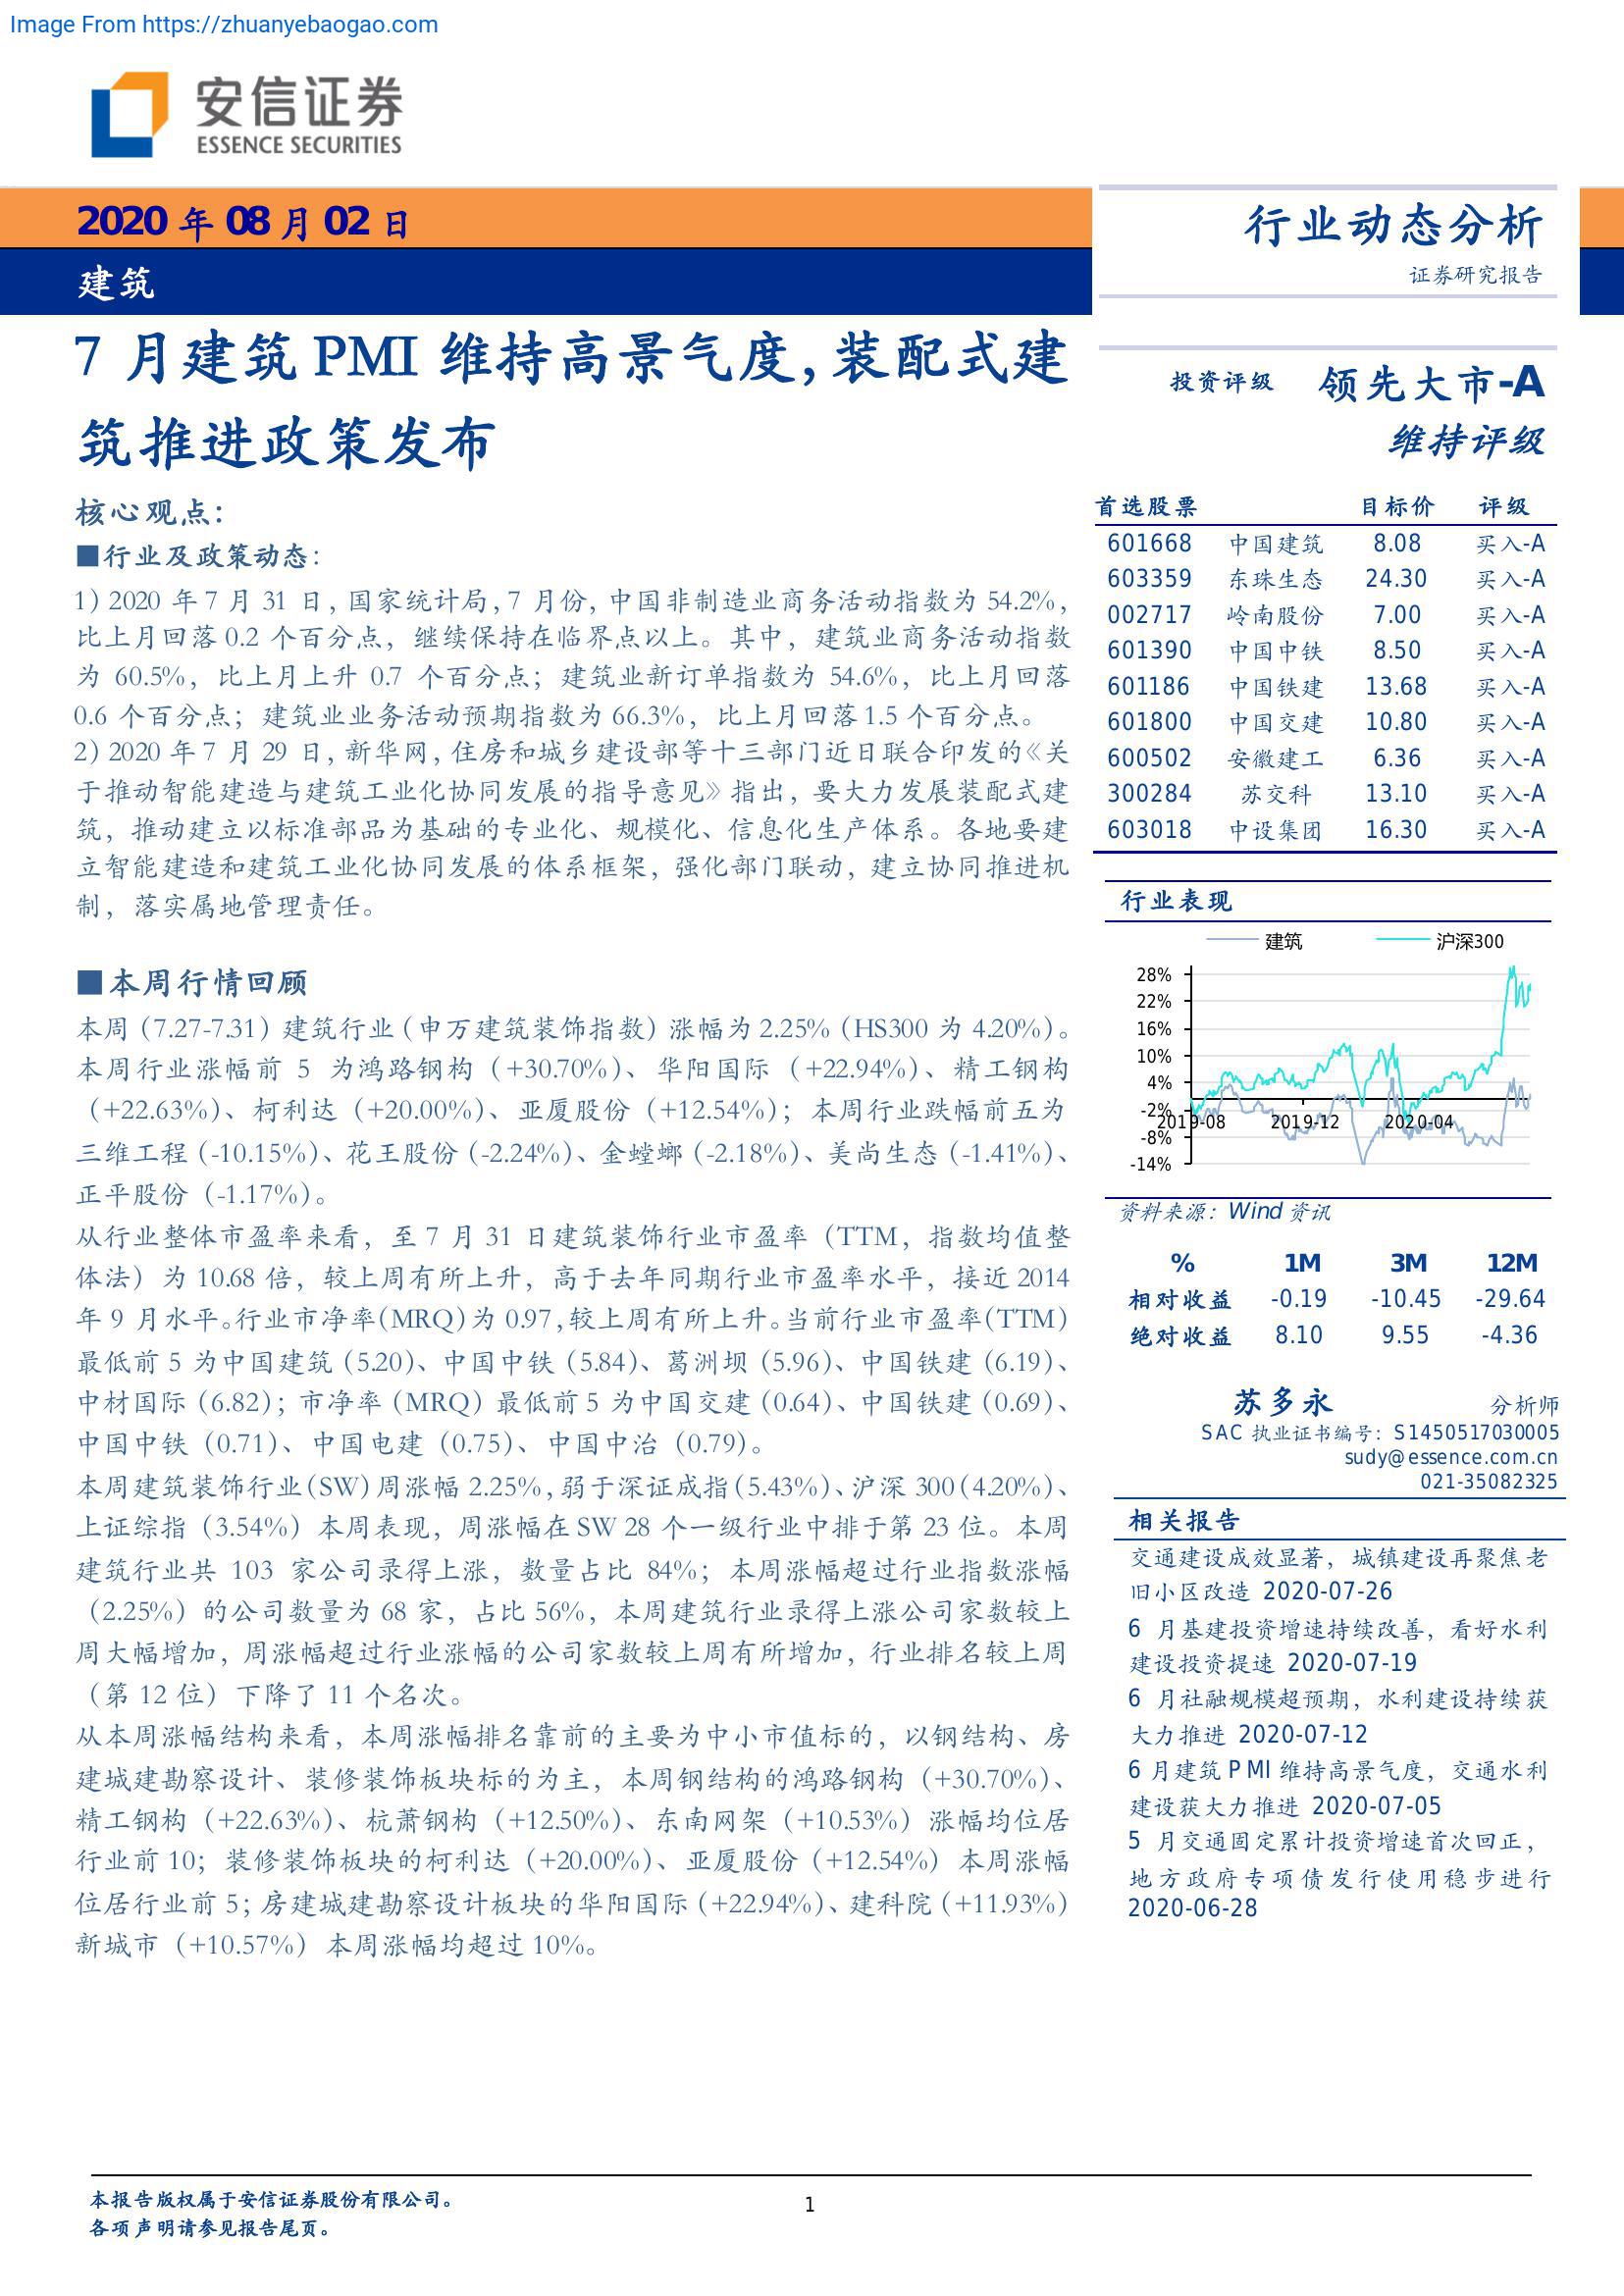 Image From https://zhuanyebaogao.com
安信证券
ESSENCE SECURITIES
2020 年 08 月 02 日
建筑
行业动态分析
证券研究报告
7 月建筑 PMI 维持高景气度，装配式建
筑推进政策发布
核心观点：
■行业及政策动态：
1）2020 年 7 月 31 日，国家统计局，7 月份，中国非制造业商务活动指数为 54.2%，
比上月回落 0.2 个百分点，继续保持在临界点以上。其中，建筑业商务活动指数
为 60.5%，比上月上升 0.7 个百分点；建筑业新订单指数为 54.6%，比上月回落
0.6 个百分点；建筑业业务活动预期指数为 66.3%，比上月回落 1.5 个百分点。
2）2020 年 7 月 29 日，新华网，住房和城乡建设部等十三部门近日联合印发的《关
于推动智能建造与建筑工业化协同发展的指导意见》指出，要大力发展装配式建
筑，推动建立以标准部品为基础的专业化、规模化、信息化生产体系。各地要建
立智能建造和建筑工业化协同发展的体系框架，强化部门联动，建立协同推进机
制，落实属地管理责任。
■本周行情回顾
本周（7.27-7.31）建筑行业（申万建筑装饰指数）涨幅为 2.25%（HS300 为 4.20%）。
本周行业涨幅前 5 为鸿路钢构（+30.70%）、华阳国际（+22.94%）、精工钢构
（+22.63%）、柯利达（+20.00%）、亚厦股份（+12.54%）；本周行业跌幅前五为
三维工程（-10.15%）、花王股份（-2.24%）、金螳螂（-2.18%）、美尚生态（-1.41%）、
正平股份（-1.17%）。
从行业整体市盈率来看，至 7 月 31 日建筑装饰行业市盈率（TTM，指数均值整
体法）为 10.68 倍，较上周有所上升，高于去年同期行业市盈率水平，接近 2014
年 9 月水平。行业市净率（MRQ）为 0.97，较上周有所上升。当前行业市盈率（TTM）
最低前 5 为中国建筑（5.20）、中国中铁（5.84）、葛洲坝（5.96）、中国铁建（6.19）、
中材国际（6.82）；市净率（MRQ）最低前 5 为中国交建（0.64）、中国铁建（0.69）、
中国中铁（0.71）、中国电建（0.75）、中国中冶（0.79）。
本周建筑装饰行业（SW）周涨幅 2.25%，弱于深证成指（5.43%）、沪深 300（4.20%）、
上证综指（3.54%）本周表现，周涨幅在 SW 28 个一级行业中排于第 23 位。本周
建筑行业共 103 家公司录得上涨，数量占比 84%；本周涨幅超过行业指数涨幅
（2.25%）的公司数量为 68 家，占比 56%，本周建筑行业录得上涨公司家数较上
周大幅增加，周涨幅超过行业涨幅的公司家数较上周有所增加，行业排名较上周
（第 12 位）下降了 11 个名次。
从本周涨幅结构来看，本周涨幅排名靠前的主要为中小市值标的，以钢结构、房
建城建勘察设计、装修装饰板块标的为主，本周钢结构的鸿路钢构（+30.70%）、
精工钢构（+22.63%）、杭萧钢构（+12.50%）、东南网架（+10.53%）涨幅均位居
行业前 10；装修装饰板块的柯利达（+20.00%）、亚厦股份（+12.54%）本周涨幅
位居行业前 5；房建城建勘察设计板块的华阳国际（+22.94%）、建科院（+11.93%）
新城市（+10.57%）本周涨幅均超过 10%。
投资评级 领先大市-A
维持评级
首选股票 目标价 评级
601668 中国建筑 8.08 买入-A
603359 东珠生态 24.30 买入-A
002717 岭南股份 7.00 买入-A
601390 中国中铁 8.50 买入-A
601186 中国铁建 13.68 买入-A
601800 中国交建 10.80 买入-A
600502 安徽建工 6.36 买入-A
300284 苏交科 13.10 买入-A
603018 中设集团 16.30 买入-A
行业表现
建筑 沪深300
28%
22%
16%
10%
4%
-2%
2019-08 2019-12 2020-04
-8%
-14%
资料来源：Wind 资讯
% 1M 3M 12M
相对收益 -0.19 -10.45 -29.64
绝对收益 8.10 9.55 -4.36
苏多永 分析师
SAC 执业证书编号：S1450517030005
sudy@essence.com.cn
021-35082325
相关报告
交通建设成效显著，城镇建设再聚焦老
旧小区改造 2020-07-26
6 月基建投资增速持续改善，看好水利
建设投资提速 2020-07-19
6 月社融规模超预期，水利建设持续获
大力推进 2020-07-12
6 月建筑 PMI 维持高景气度，交通水利
建设获大力推进 2020-07-05
5 月交通固定累计投资增速首次回正，
地方政府专项债发行使用稳步进行
2020-06-28
本报告版权属于安信证券股份有限公司。
各项声明请参见报告尾页。
1